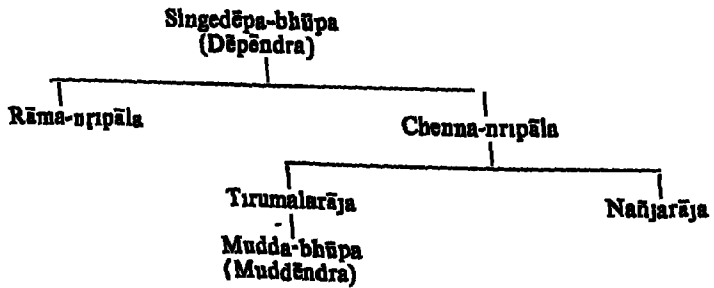 Singedēpa-bhūpa
(Dēpēndra)
Rāma-nṛipāla
Chenna-nṛipāla
Tirumalarāja
Nañjarāja
Mudda-bhūpa
(Muddēndra)